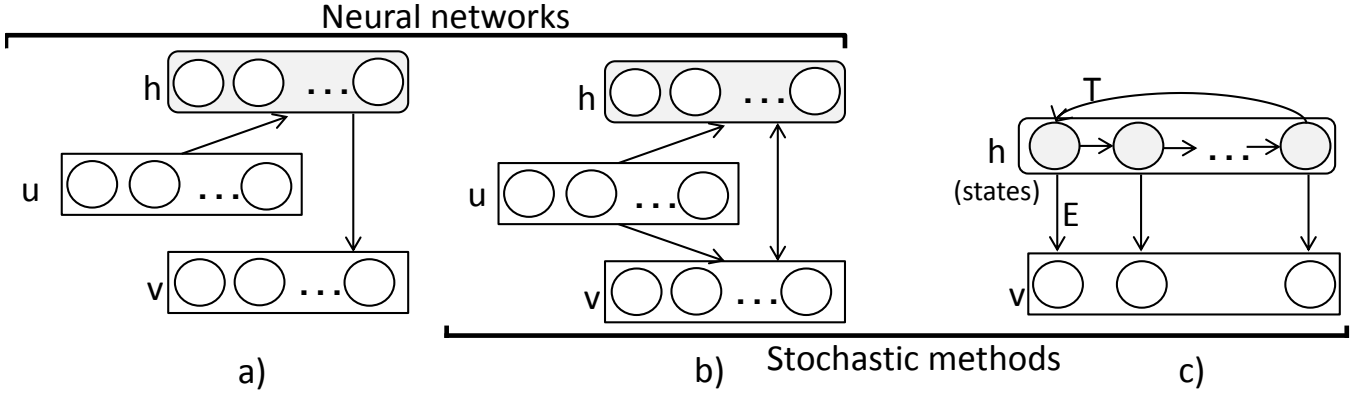 Neural networks
h
...
u
...
v
...
a)
h
...
u
...
v
...
b)
T
h
...
(states)
E
v
c)
Stochastic methods